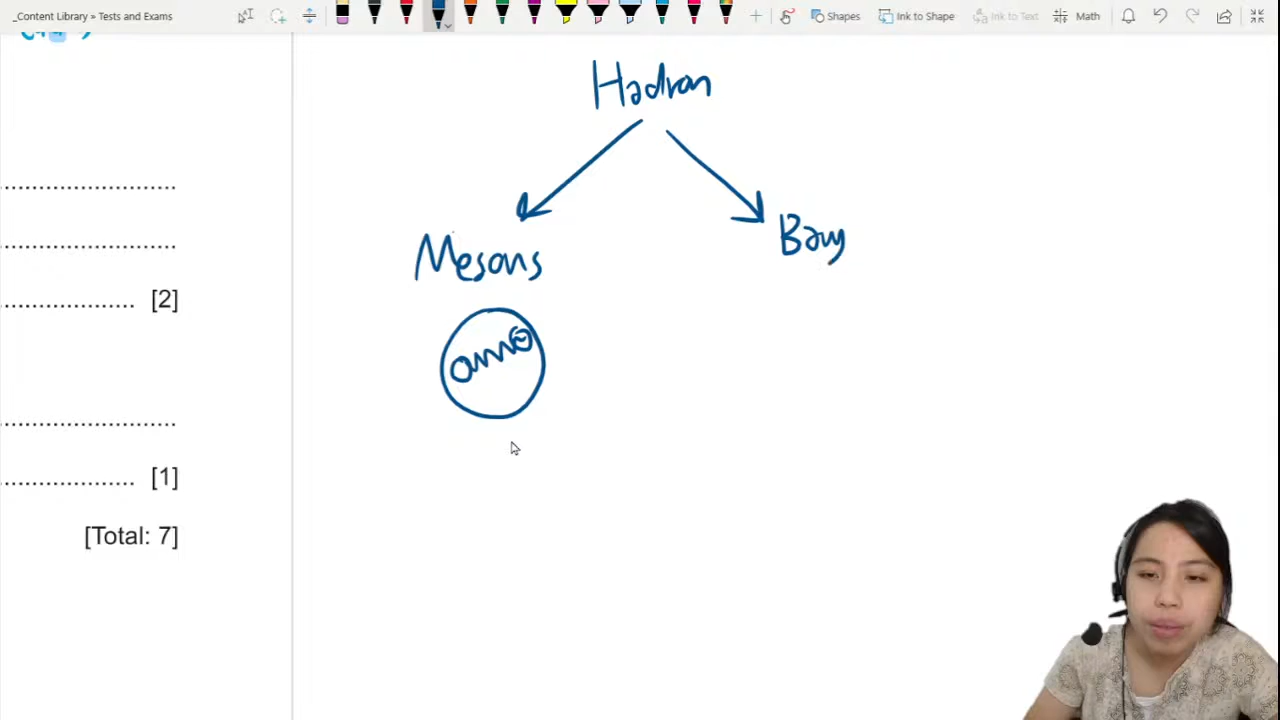 _Content Library » Tests and Exams
Shapes
Ink to Shape
Ink to Text
Math
Hadron
Mesons
Bary
[2]
[1]
[Total: 7]